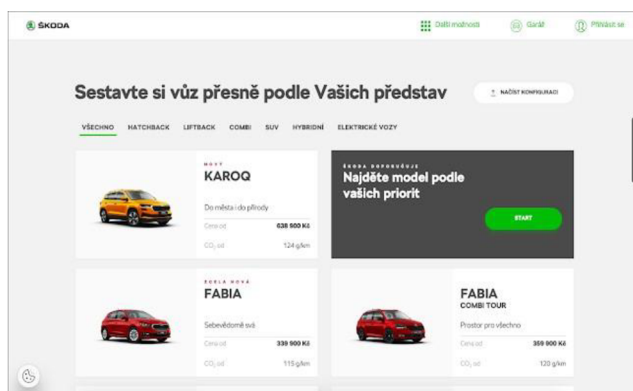 ŠKODA
Další možnosti
Garáž
Přihlásit se
Sestavte si vůz přesně podle Vašich představ
NAČÍST KONFIGURACI
VŠECHNO HATCHBACK LIFTBACK COMBI SUV HYBRIDNÍ ELEKTRICKÉ VOZY
NOVÝ
KAROQ
Do města i do přírody
Cena od 638 900 Kč
CO₂ od 124 g/km
ŠKODA DOPORUČUJE
Najděte model podle
vašich priorit
START
ZCELA NOVÁ
FABIA
Sebevědomě svá
Cena od 339 900 Kč
CO₂ od 115 g/km
FABIA
COMBI TOUR
Prostor pro všechno
Cena od 359 900 Kč
CO₂ od 120 g/km